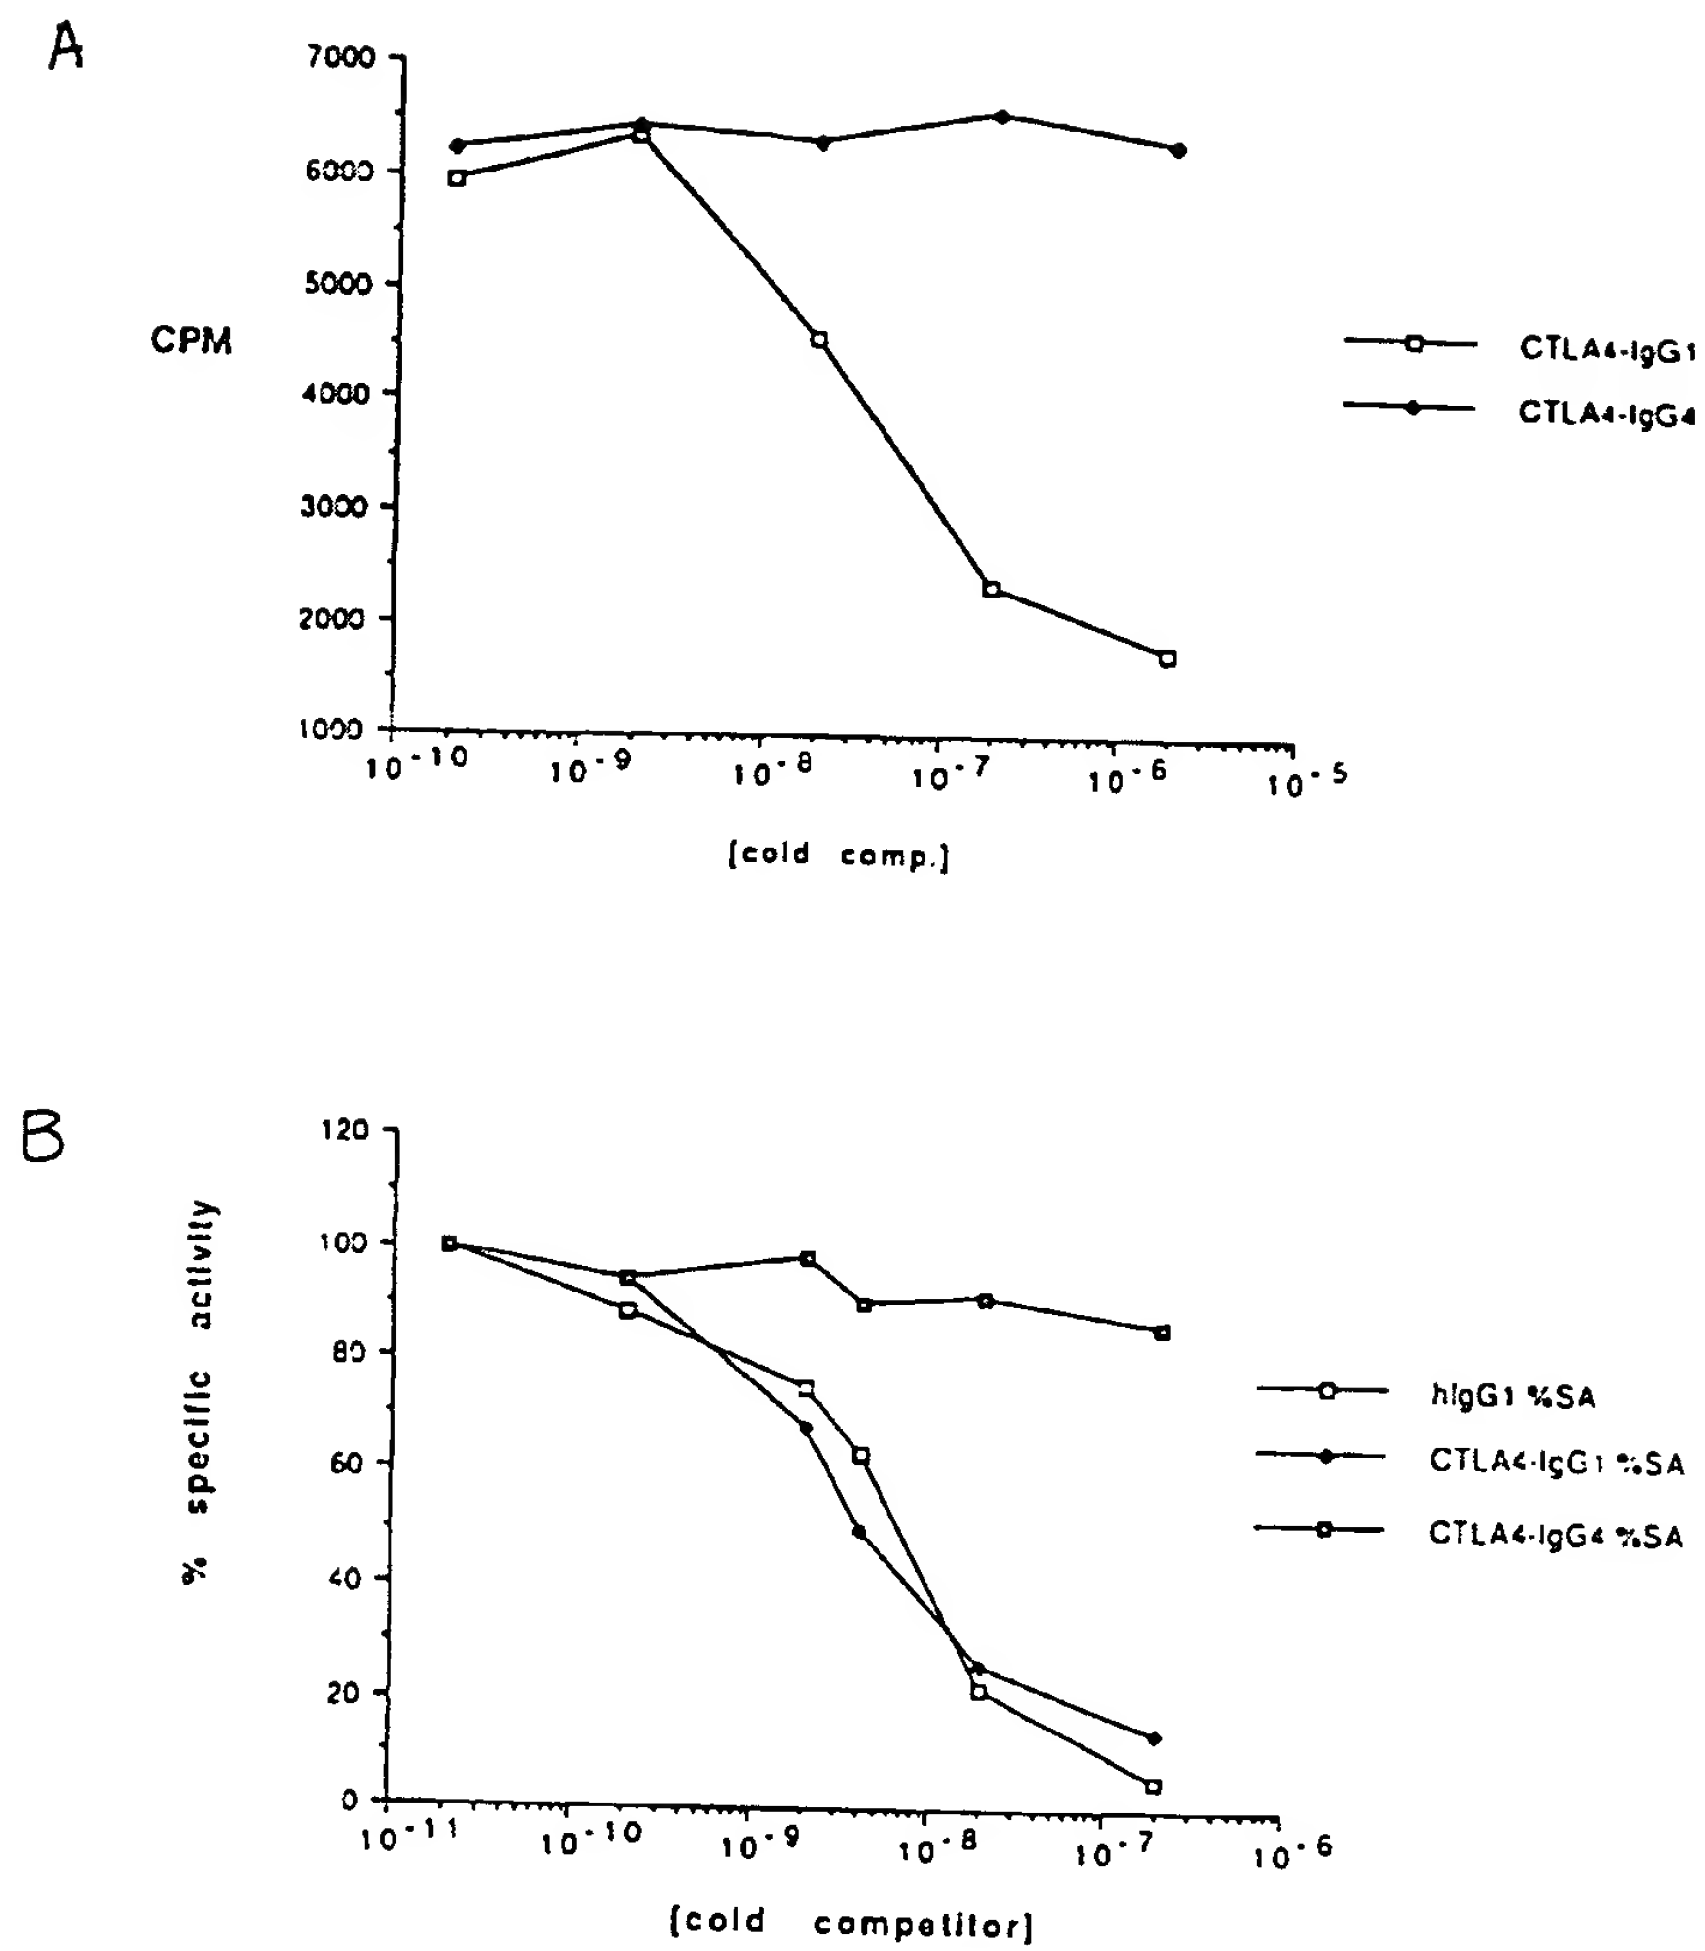 A
7000
6000
5000
CPM
4000
3000
2000
1000
10-10 10-9 10-8 10-7 10-6 10-5
[cold comp.]
CTLA4-IgG1
CTLA4-IgG4
B
120
100
80
60
40
20
0
% specific activity
10-11 10-10 10-9 10-8 10-7 10-6
[cold competitor]
hIgG1 %SA
CTLA4-IgG1 %SA
CTLA4-IgG4 %SA